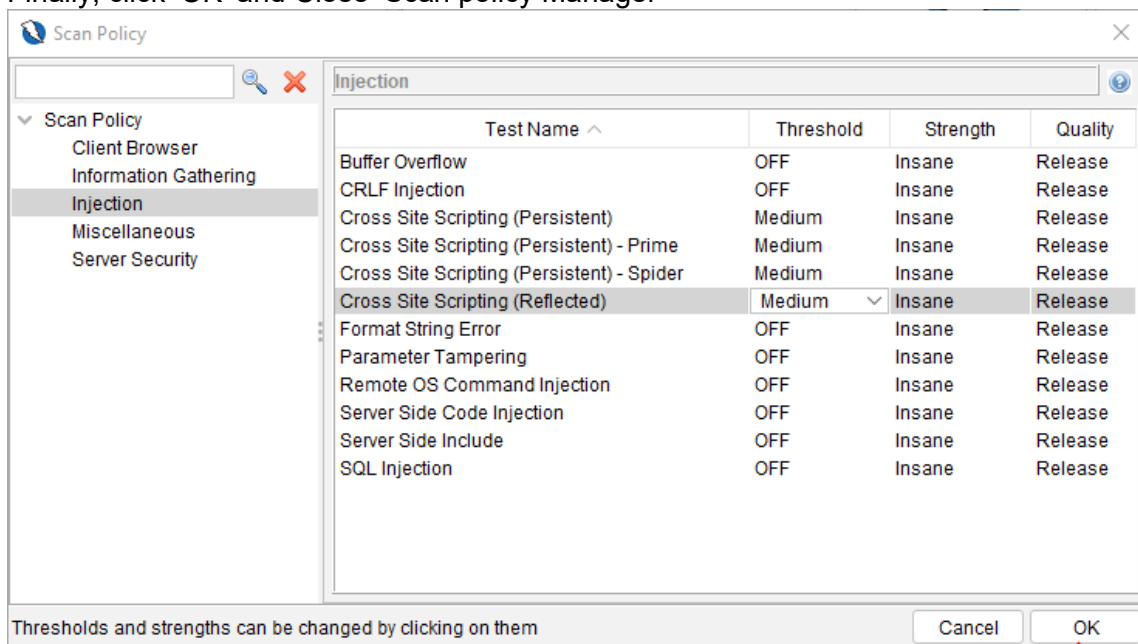 Finally, click 'OK' and Close 'Scan policy Manager'
Scan Policy
Injection
Scan Policy
Client Browser
Information Gathering
Injection
Miscellaneous
Server Security
Test Name Threshold Strength Quality
Buffer Overflow OFF Insane Release
CRLF Injection OFF Insane Release
Cross Site Scripting (Persistent) Medium Insane Release
Cross Site Scripting (Persistent) - Prime Medium Insane Release
Cross Site Scripting (Persistent) - Spider Medium Insane Release
Cross Site Scripting (Reflected) Medium Insane Release
Format String Error OFF Insane Release
Parameter Tampering OFF Insane Release
Remote OS Command Injection OFF Insane Release
Server Side Code Injection OFF Insane Release
Server Side Include OFF Insane Release
SQL Injection OFF Insane Release
Thresholds and strengths can be changed by clicking on them
Cancel OK